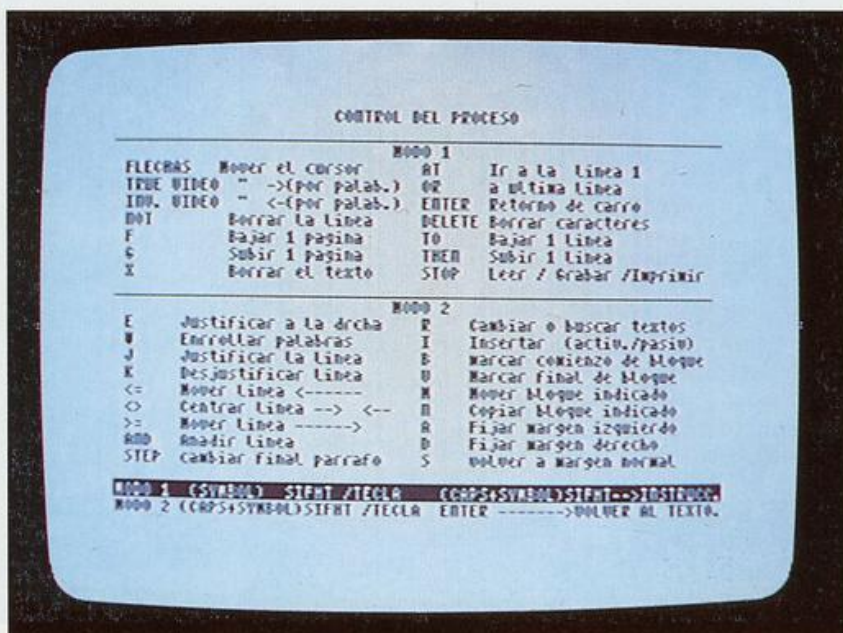 CONTROL DEL PROCESO
MODO 1
FLECHAS Mover el cursor AT Ir a la Linea 1
TRUE VIDEO " ->(por palab.) OR a ultima Linea
INV. VIDEO " <-(por palab.) ENTER Retorno de carro
NOT Borrar la Linea DELETE Borrar caracteres
F Bajar 1 pagina TO Bajar 1 Linea
G Subir 1 pagina THEN Subir 1 Linea
X Borrar el texto STOP Leer / Grabar /Imprimir
MODO 2
E Justificar a la drcha R Cambiar o buscar textos
W Enrrollar palabras I Insertar (activ./pasiv)
J Justificar la Linea B marcar comienzo de bloque
K Desjustificar Linea V Marcar final de bloque
<= Mover Linea <------ M Mover bloque indicado
<> Centrar Linea --> <-- N Copiar bloque indicado
>= Mover Linea ------> A Fijar margen izquierdo
AND Anadir Linea D Fijar margen derecho
STEP cambiar final parrafo S volver a margen normal
MODO 1 (SYMBOL) SIFHT /TECLA (CAPS+SYMBOL)SIFHT-->INSTRUCC.
MODO 2 (CAPS+SYMBOL)SIFHT /TECLA ENTER ------->VOLVER AL TEXTO.